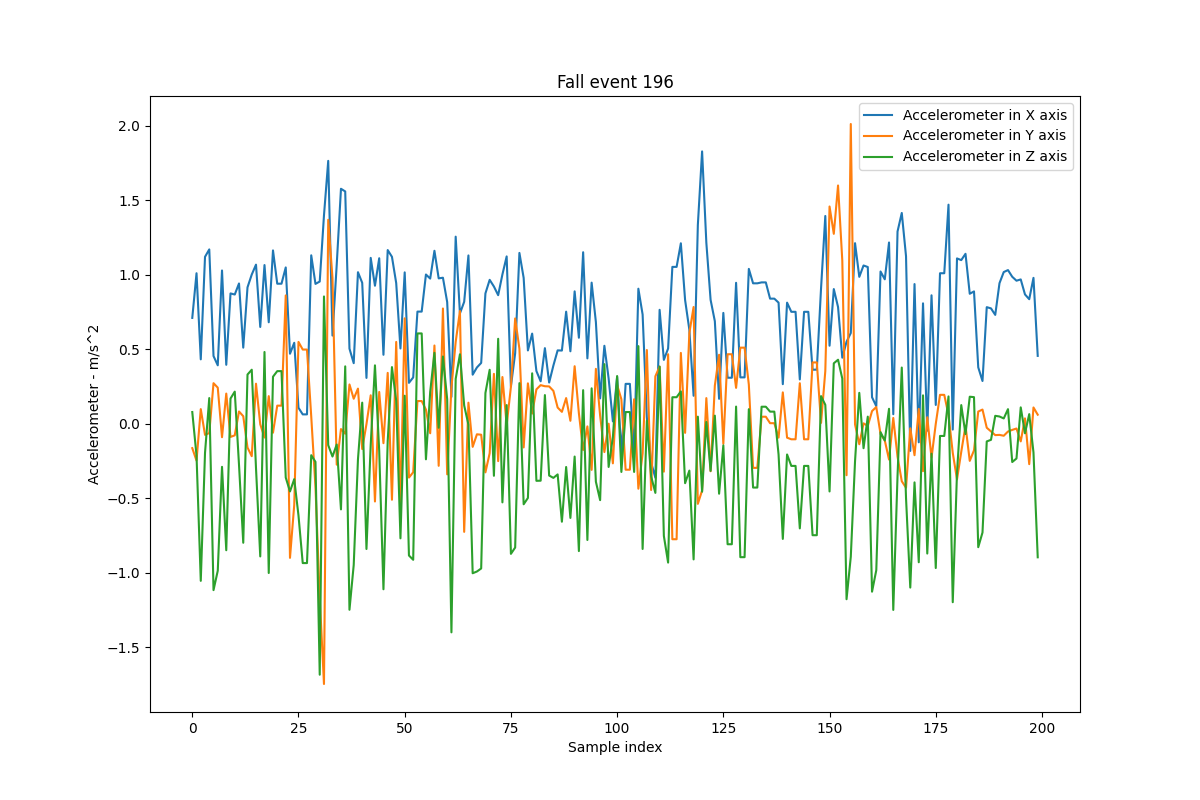 Fall event 196
Accelerometer in X axis
Accelerometer in Y axis
Accelerometer in Z axis
2.0
1.5
1.0
0.5
0.0
−0.5
−1.0
−1.5
Accelerometer - m/s^2
0 25 50 75 100 125 150 175 200
Sample index